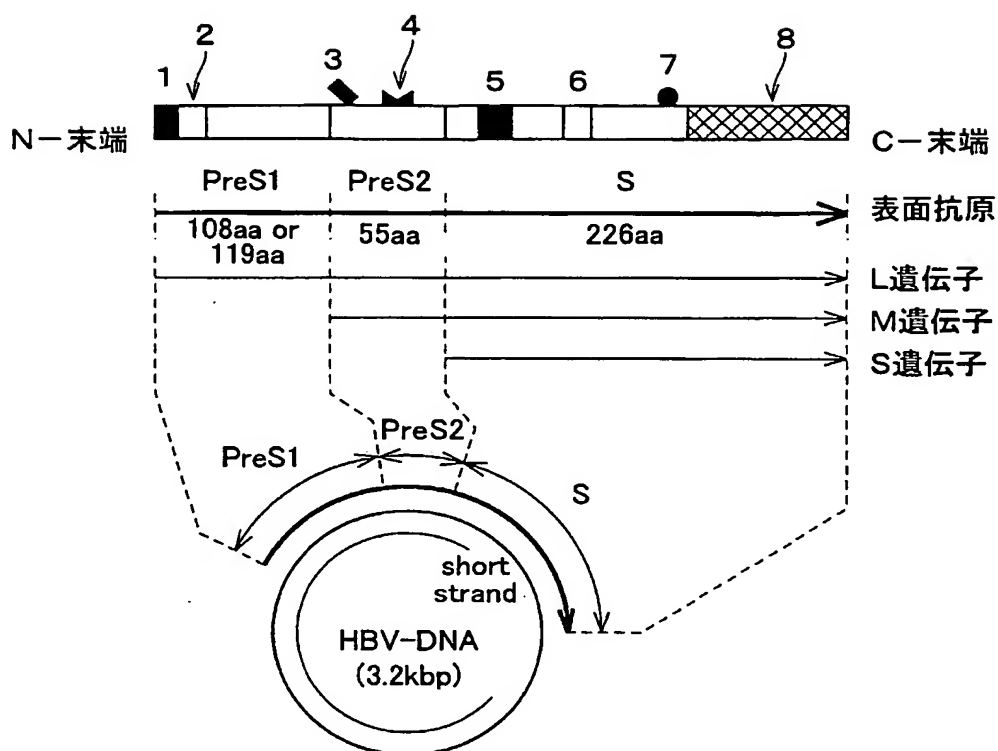 1 2 3 4 5 6 7 8
N-末端 C-末端
PreS1 PreS2 S
表面抗原
108aa or 55aa 226aa
119aa
L遺伝子
M遺伝子
S遺伝子
PreS1 PreS2 S
short
strand
HBV-DNA
(3.2kbp)